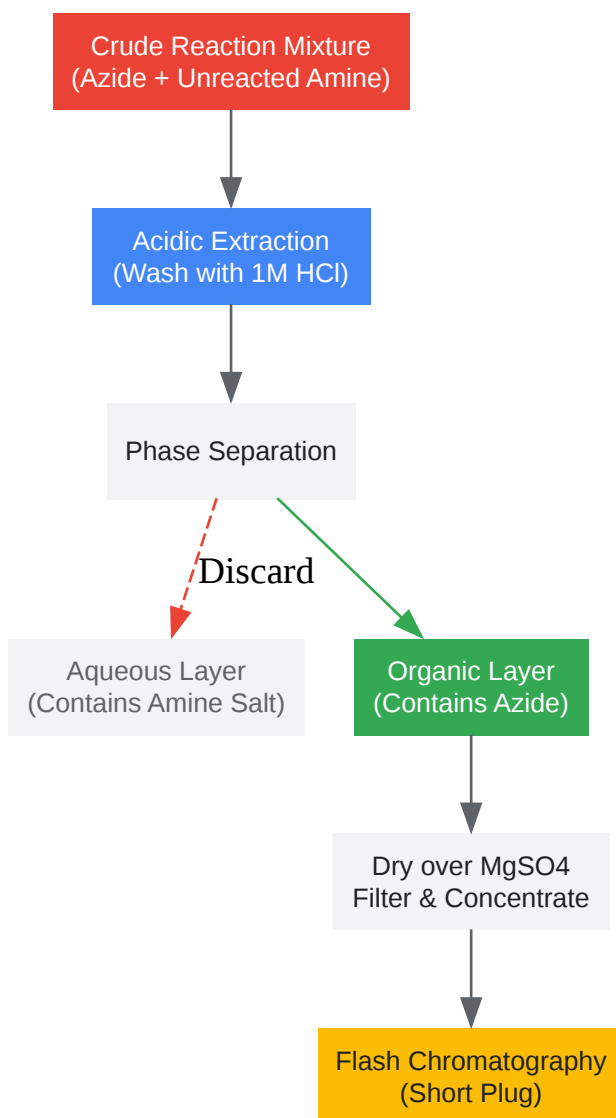 Crude Reaction Mixture
(Azide + Unreacted Amine)
Acidic Extraction
(Wash with 1M HCl)
Phase Separation
Discard
Aqueous Layer
(Contains Amine Salt)
Organic Layer
(Contains Azide)
Dry over MgSO4
Filter & Concentrate
Flash Chromatography
(Short Plug)